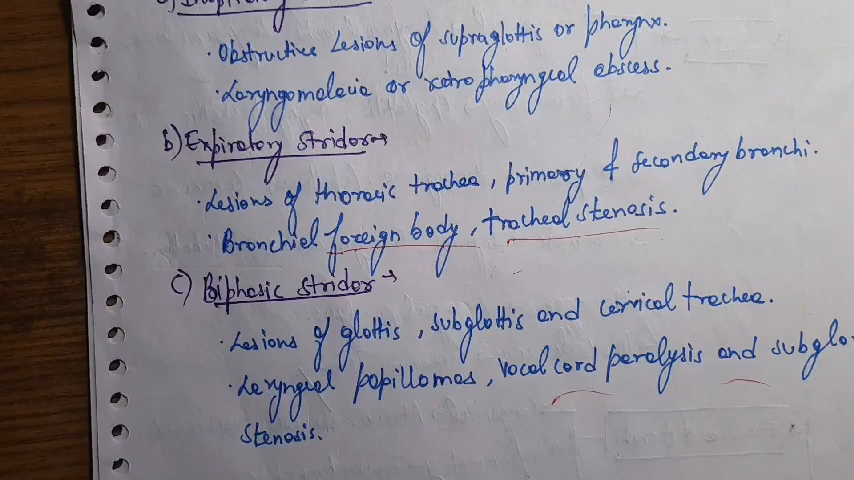 · Obstructive Lesions of supraglottis or pharynx.
· Laryngomalacia or retropharyngeal abscess.
b) Expiratory stridor →
· Lesions of thoracic trachea, primary & secondary bronchi.
· Bronchial foreign body, tracheal stenosis.
c) Biphasic stridor →
· Lesions of glottis, subglottis and cervical trachea.
· Laryngeal papillomas, vocal cord paralysis and subglo
stenosis.